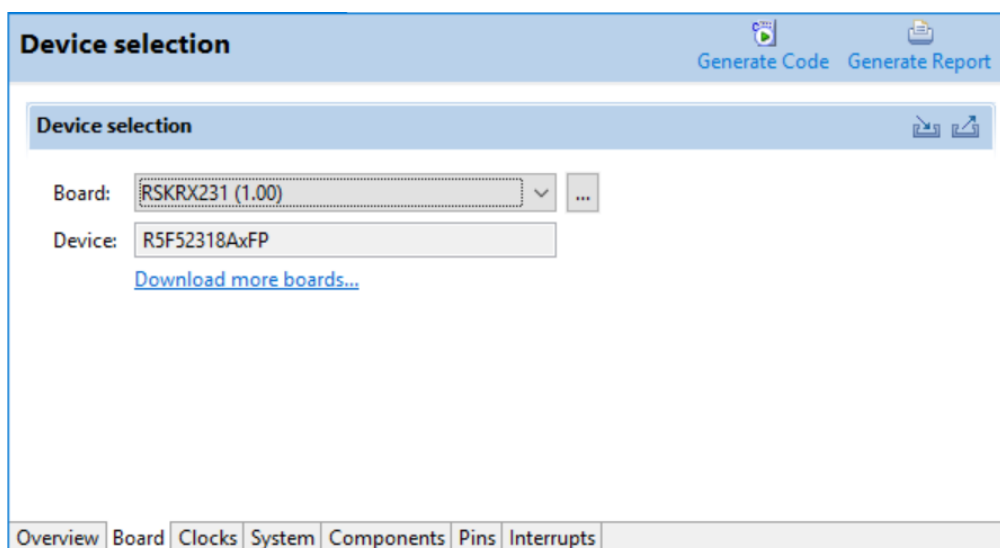 Device selection
Generate Code Generate Report
Device selection
Board: RSKRX231 (1.00) ...
Device: R5F52318AxFP
Download more boards...
Overview Board Clocks System Components Pins Interrupts